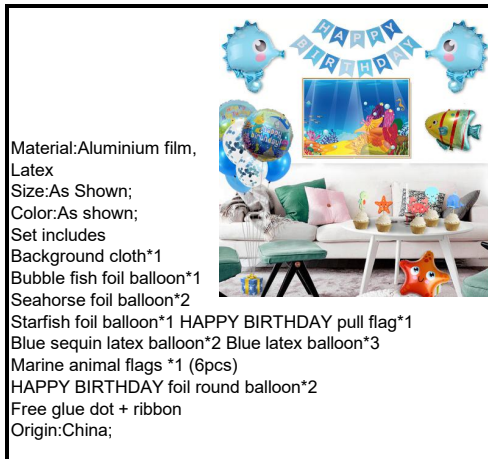 HAPPY
BIRTHDAY
Material:Aluminium film,
Latex
Size:As Shown;
Color:As shown;
Set includes
Background cloth*1
Bubble fish foil balloon*1
Seahorse foil balloon*2
Starfish foil balloon*1 HAPPY BIRTHDAY pull flag*1
Blue sequin latex balloon*2 Blue latex balloon*3
Marine animal flags *1 (6pcs)
HAPPY BIRTHDAY foil round balloon*2
Free glue dot + ribbon
Origin:China;